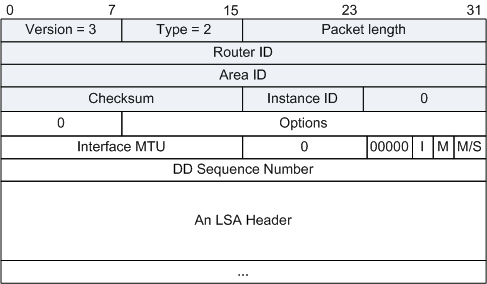 0 7 15 23 31
Version = 3 Type = 2 Packet length
Router ID
Area ID
Checksum Instance ID 0
0 Options
Interface MTU 0 00000 I M M/S
DD Sequence Number
An LSA Header
...